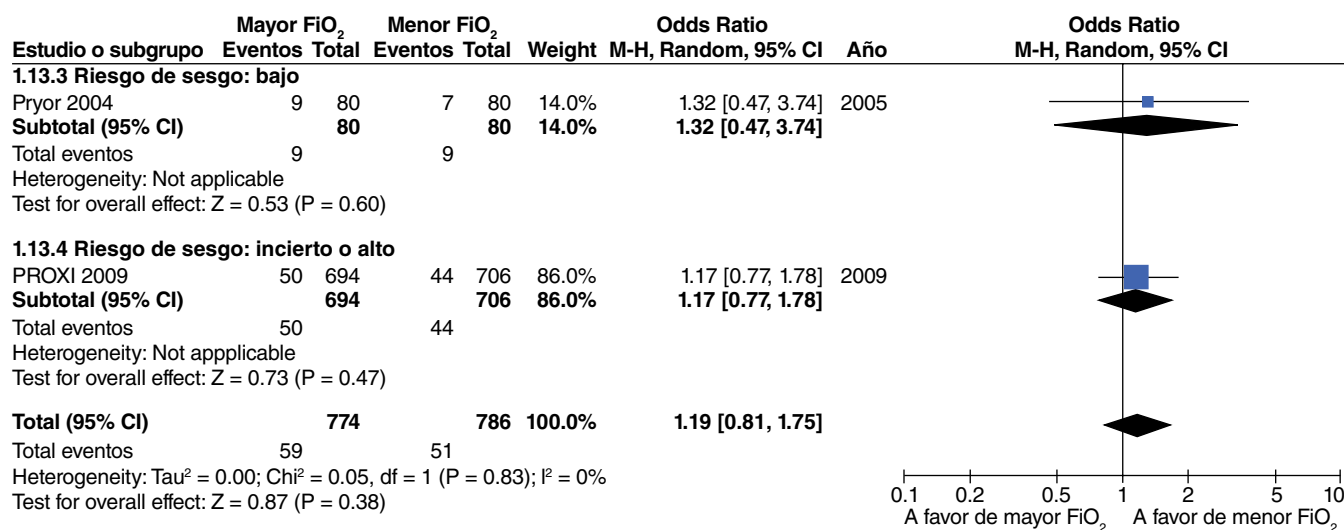 Mayor FiO₂ Menor FiO₂ Odds Ratio Odds Ratio
Estudio o subgrupo Eventos Total Eventos Total Weight M-H, Random, 95% CI Año M-H, Random, 95% CI
1.13.3 Riesgo de sesgo: bajo
Pryor 2004 9 80 7 80 14.0% 1.32 [0.47, 3.74] 2005
Subtotal (95% CI) 80 80 14.0% 1.32 [0.47, 3.74]
Total eventos 9 9
Heterogeneity: Not applicable
Test for overall effect: Z = 0.53 (P = 0.60)
1.13.4 Riesgo de sesgo: incierto o alto
PROXI 2009 50 694 44 706 86.0% 1.17 [0.77, 1.78] 2009
Subtotal (95% CI) 694 706 86.0% 1.17 [0.77, 1.78]
Total eventos 50 44
Heterogeneity: Not appplicable
Test for overall effect: Z = 0.73 (P = 0.47)
Total (95% CI) 774 786 100.0% 1.19 [0.81, 1.75]
Total eventos 59 51
Heterogeneity: Tau² = 0.00; Chi² = 0.05, df = 1 (P = 0.83); I² = 0%
Test for overall effect: Z = 0.87 (P = 0.38)
0.1 0.2 0.5 1 2 5 10
A favor de mayor FiO₂ A favor de menor FiO₂